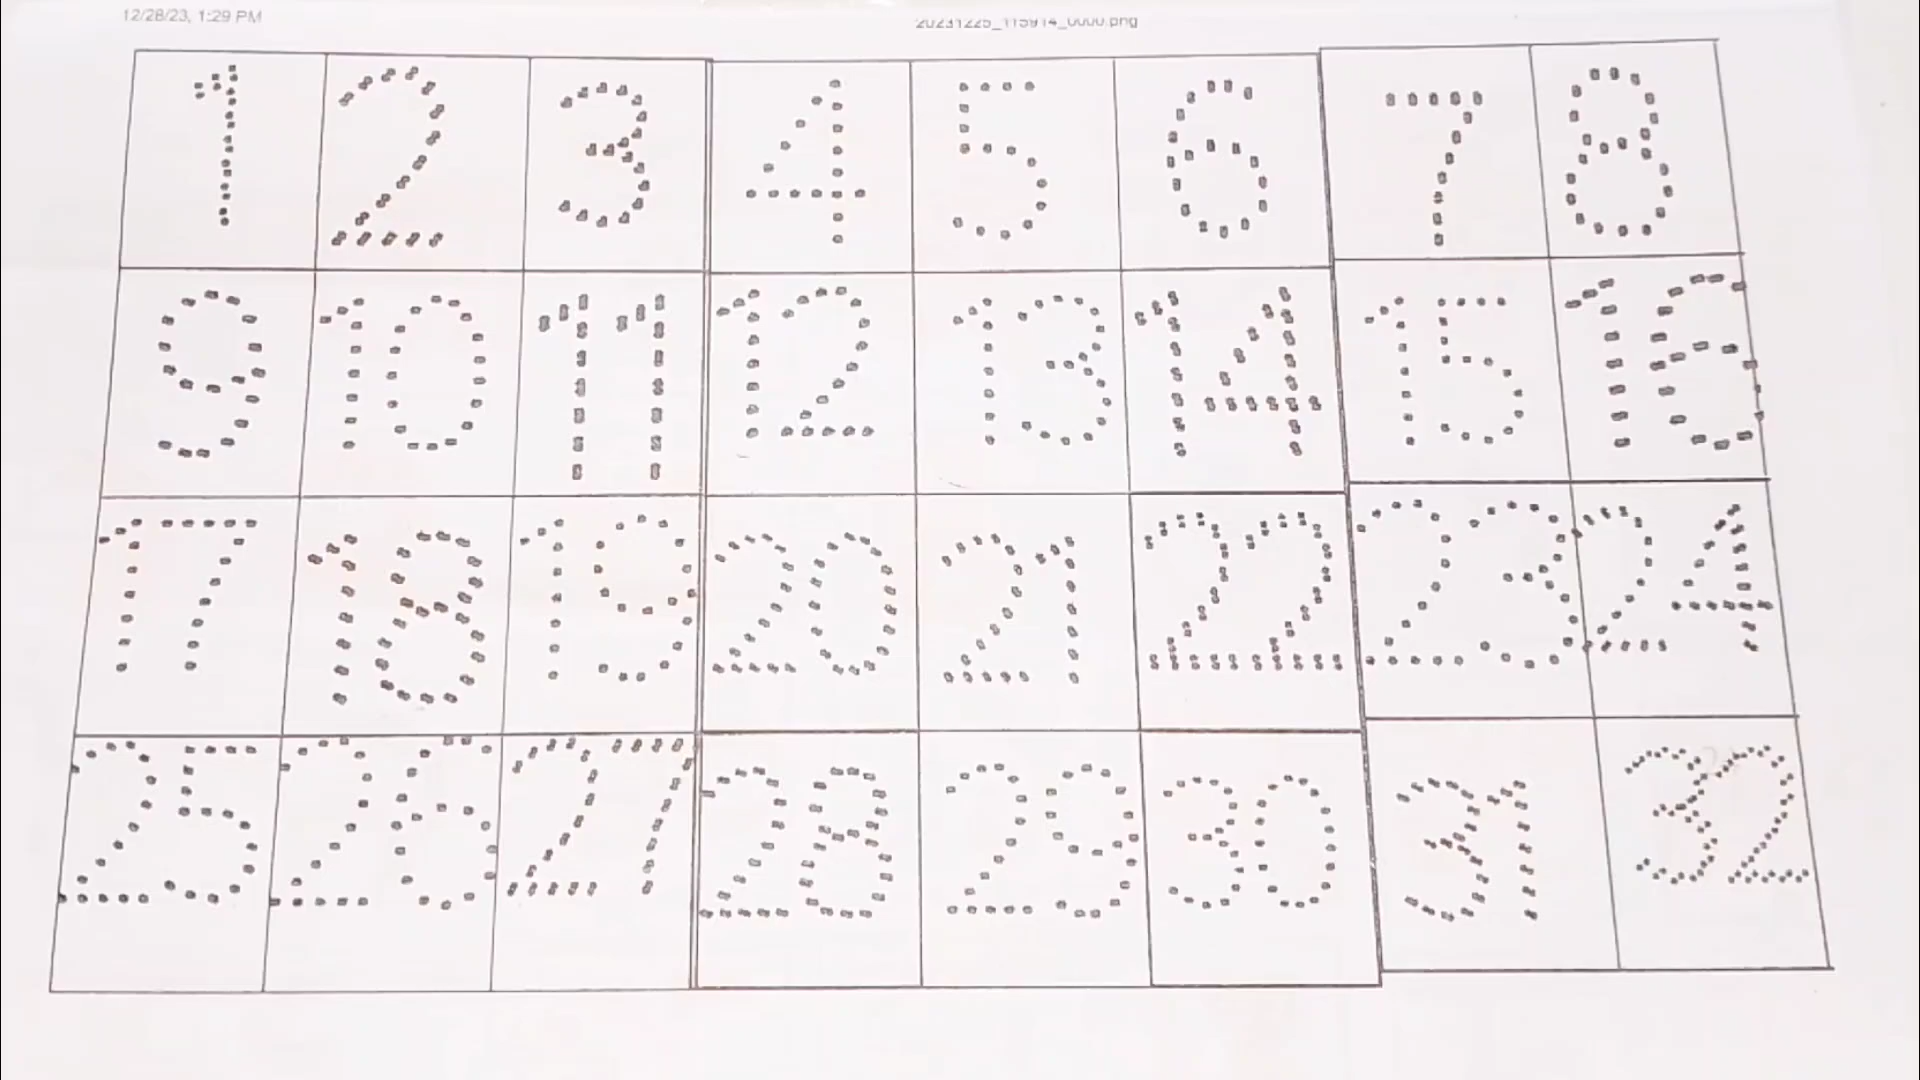 12/28/23, 1:29 PM 20231225_115914_0000.png
1 2 3 4 5 6 7 8
9 10 11 12 13 14 15 16
17 18 19 20 21 22 23 24
25 26 27 28 29 30 31 32